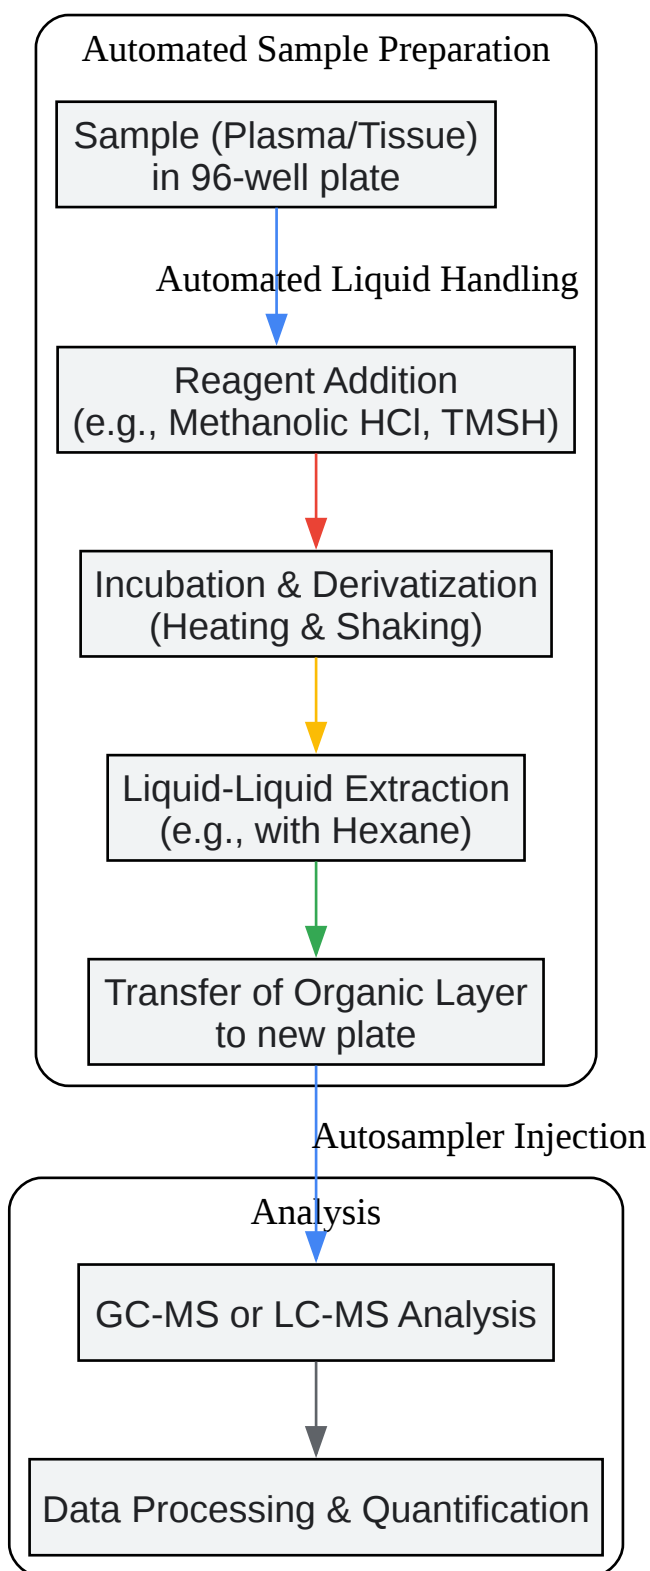 Automated Sample Preparation
Sample (Plasma/Tissue)
in 96-well plate
Automated Liquid Handling
Reagent Addition
(e.g., Methanolic HCl, TMSH)
Incubation & Derivatization
(Heating & Shaking)
Liquid-Liquid Extraction
(e.g., with Hexane)
Transfer of Organic Layer
to new plate
Autosampler Injection
Analysis
GC-MS or LC-MS Analysis
Data Processing & Quantification